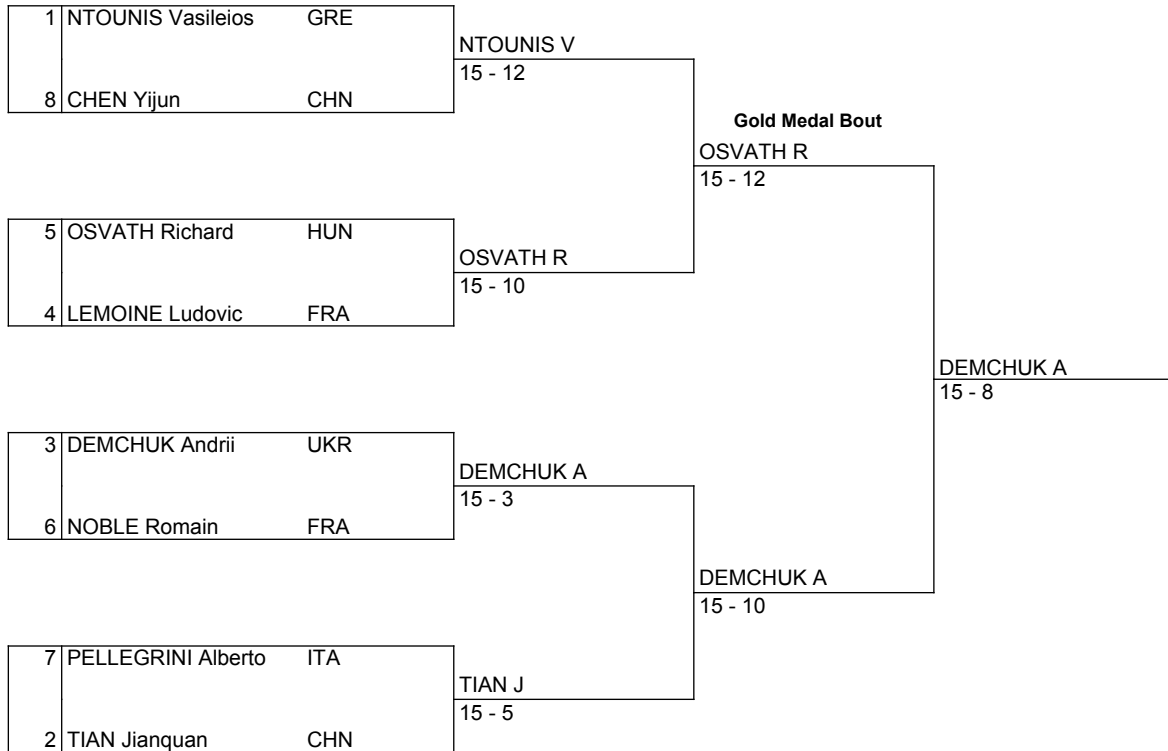 1 NTOUNIS Vasileios GRE
NTOUNIS V
15 - 12
8 CHEN Yijun CHN
Gold Medal Bout
OSVATH R
15 - 12
5 OSVATH Richard HUN
OSVATH R
15 - 10
4 LEMOINE Ludovic FRA
DEMCHUK A
15 - 8
3 DEMCHUK Andrii UKR
DEMCHUK A
15 - 3
6 NOBLE Romain FRA
DEMCHUK A
15 - 10
7 PELLEGRINI Alberto ITA
TIAN J
15 - 5
2 TIAN Jianquan CHN